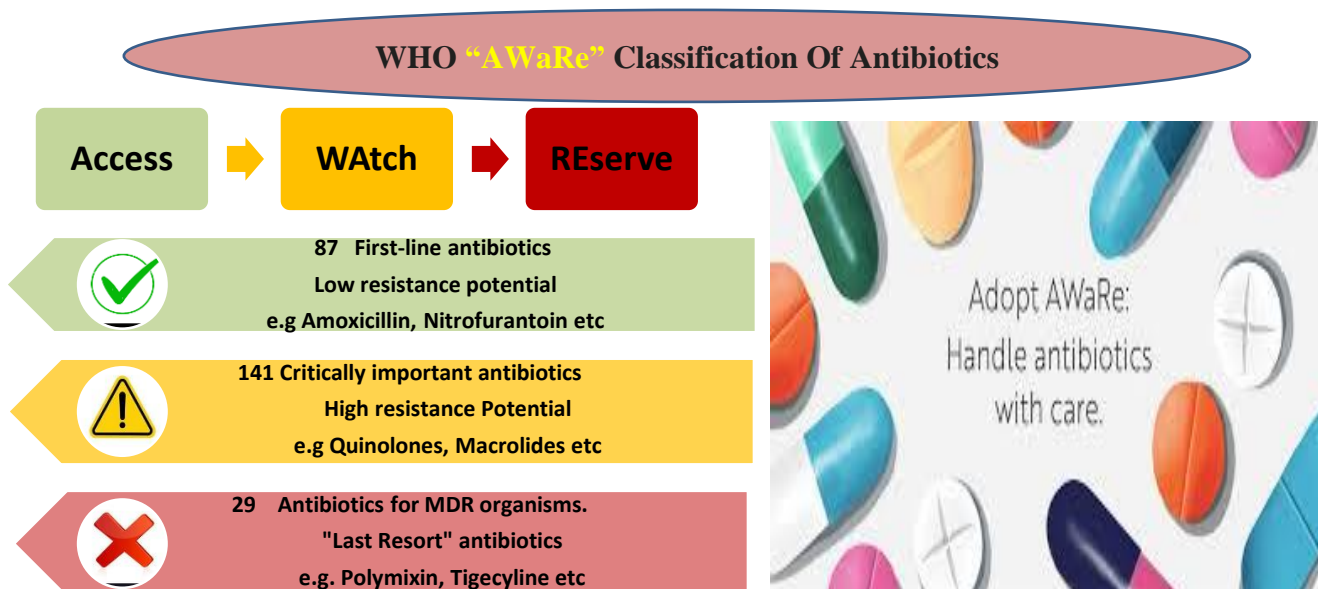 WHO “AWaRe” Classification Of Antibiotics
Access
WAtch
REserve
87 First-line antibiotics
Low resistance potential
e.g Amoxicillin, Nitrofurantoin etc
141 Critically important antibiotics
High resistance Potential
e.g Quinolones, Macrolides etc
29 Antibiotics for MDR organisms.
"Last Resort" antibiotics
e.g. Polymixin, Tigecyline etc
Adopt AWaRe:
Handle antibiotics
with care.